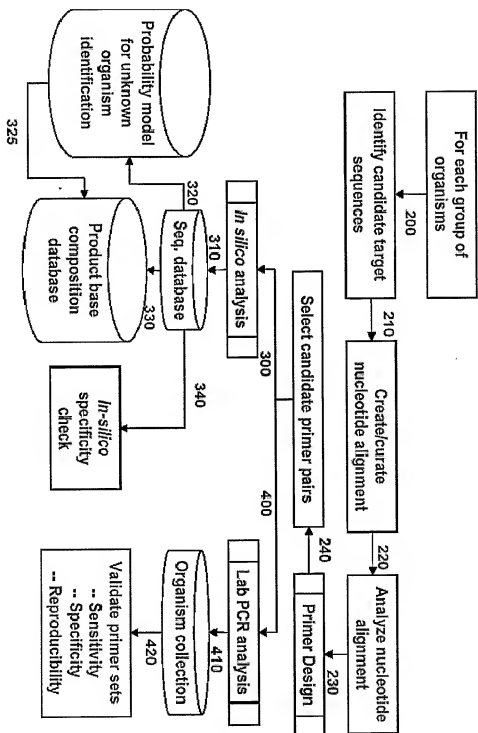 For each group of
organisms
200
Identify candidate target
sequences
210
Create/curate
nucleotide alignment
220
Analyze nucleotide
alignment
230
Primer Design
240
Select candidate primer pairs
300
400
In silico analysis
310
Seq. database
320
Probability model
for unknown
organism
identification
325
330
Product base
composition
database
340
In-silico
specificity
check
Lab PCR analysis
410
Organism collection
420
Validate primer sets
-- Sensitivity
-- Specificity
-- Reproducibility